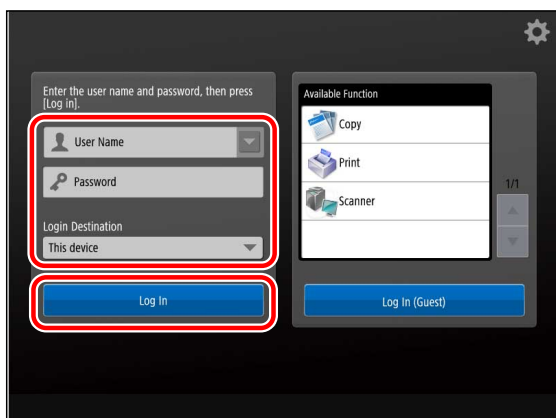 Enter the user name and password, then press
[Log in].
User Name
Password
Login Destination
This device
Log In
Available Function
Copy
Print
Scanner
1/1
Log In (Guest)